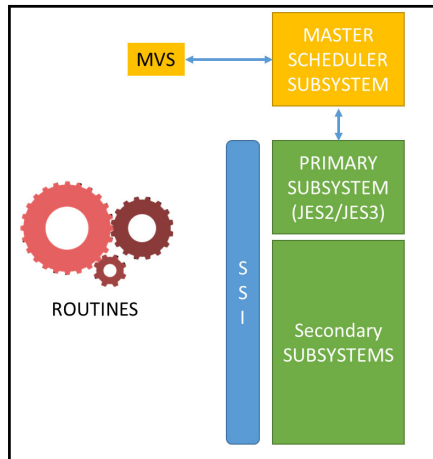 MVS
MASTER
SCHEDULER
SUBSYSTEM
PRIMARY
SUBSYSTEM
(JES2/JES3)
S
S
I
ROUTINES
Secondary
SUBSYSTEMS